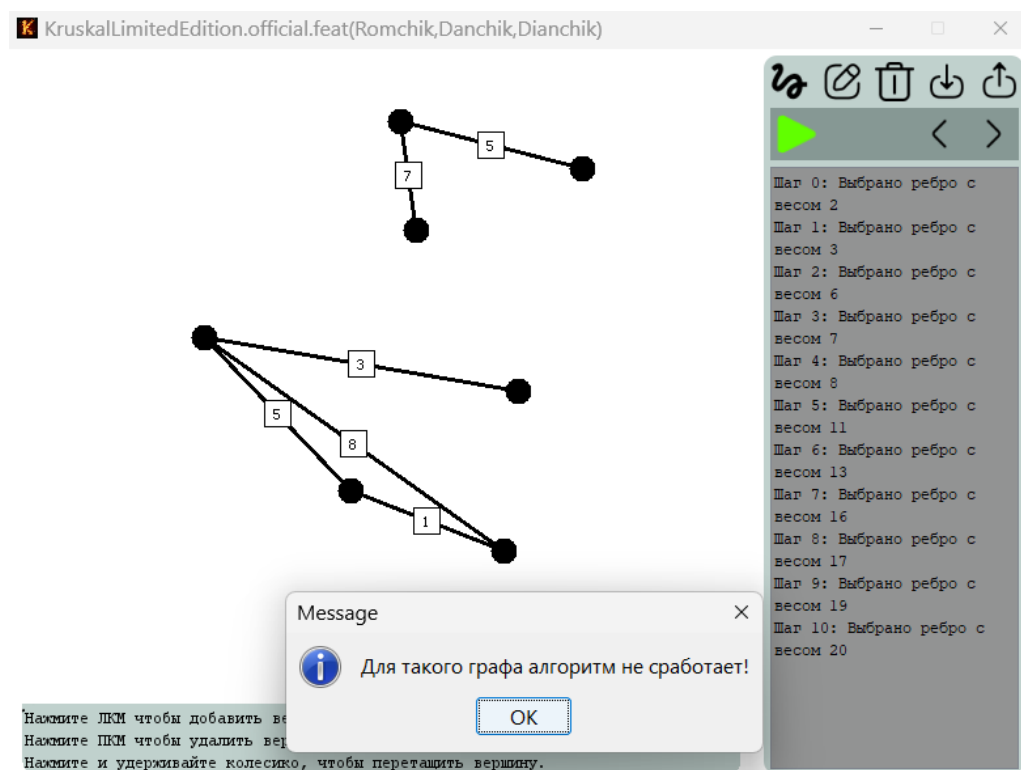 KruskalLimitedEdition.official.feat(Romchik,Danchik,Dianchik)
5
7
3
5
8
1
Шаг 0: Выбрано ребро с
весом 2
Шаг 1: Выбрано ребро с
весом 3
Шаг 2: Выбрано ребро с
весом 6
Шаг 3: Выбрано ребро с
весом 7
Шаг 4: Выбрано ребро с
весом 8
Шаг 5: Выбрано ребро с
весом 11
Шаг 6: Выбрано ребро с
весом 13
Шаг 7: Выбрано ребро с
весом 16
Шаг 8: Выбрано ребро с
весом 17
Шаг 9: Выбрано ребро с
весом 19
Шаг 10: Выбрано ребро с
весом 20
Message
Для такого графа алгоритм не сработает!
OK
Нажмите ЛКМ чтобы добавить ве
Нажмите ПКМ чтобы удалить вер
Нажмите и удерживайте колесико, чтобы перетащить вершину.